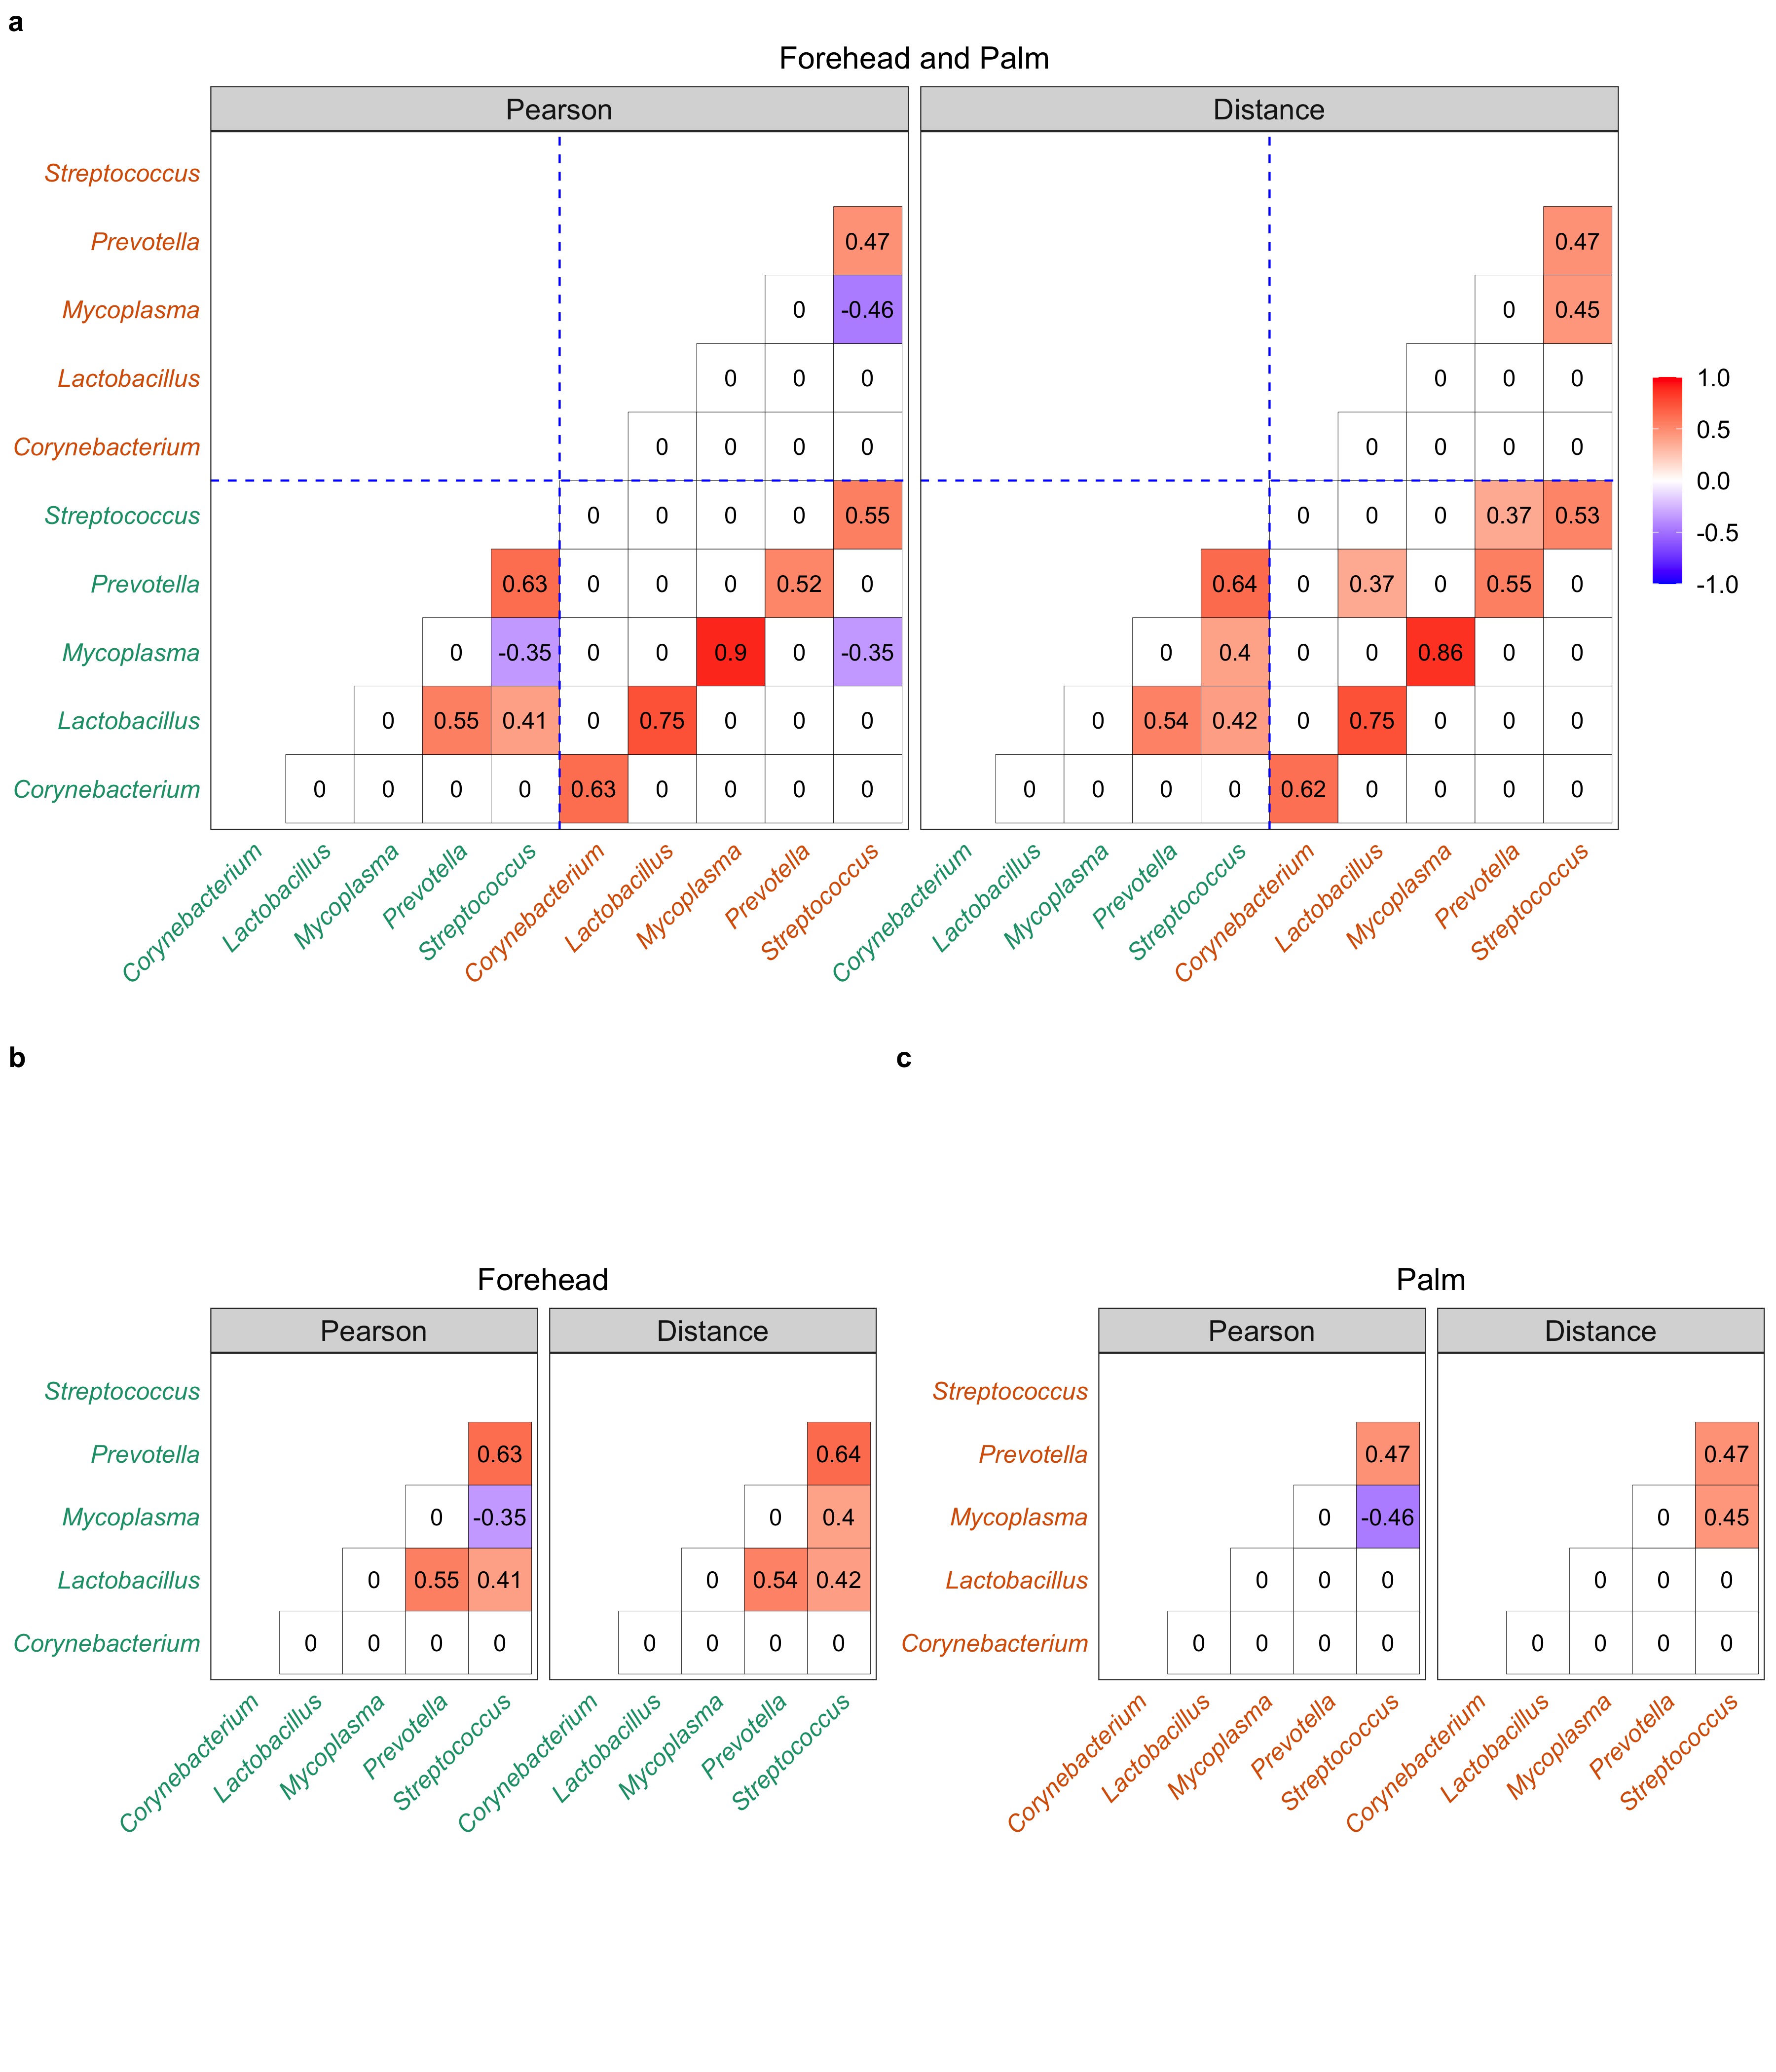 a
Forehead and Palm
Pearson Distance
Streptococcus
Prevotella 0.47 0.47
Mycoplasma 0 -0.46 0 0.45
Lactobacillus 0 0 0 0 0 0
Corynebacterium 0 0 0 0 0 0 0 0
Streptococcus 0 0 0 0 0.55 0 0 0 0.37 0.53
Prevotella 0.63 0 0 0 0.52 0 0.64 0 0.37 0 0.55 0
Mycoplasma 0 -0.35 0 0 0.9 0 -0.35 0 0.4 0 0 0.86 0 0
Lactobacillus 0 0.55 0.41 0 0.75 0 0 0 0 0.54 0.42 0 0.75 0 0 0
Corynebacterium 0 0 0 0 0.63 0 0 0 0 0 0 0 0 0.62 0 0 0 0
Corynebacterium Lactobacillus Mycoplasma Prevotella Streptococcus Corynebacterium Lactobacillus Mycoplasma Prevotella Streptococcus Corynebacterium Lactobacillus Mycoplasma Prevotella Streptococcus Corynebacterium Lactobacillus Mycoplasma Prevotella Streptococcus
1.0
0.5
0.0
-0.5
-1.0
b
Forehead
Pearson Distance
Streptococcus
Prevotella 0.63 0.64
Mycoplasma 0 -0.35 0 0.4
Lactobacillus 0 0.55 0.41 0 0.54 0.42
Corynebacterium 0 0 0 0 0 0 0 0
Corynebacterium Lactobacillus Mycoplasma Prevotella Streptococcus Corynebacterium Lactobacillus Mycoplasma Prevotella Streptococcus
c
Palm
Pearson Distance
Streptococcus
Prevotella 0.47 0.47
Mycoplasma 0 -0.46 0 0.45
Lactobacillus 0 0 0 0 0 0
Corynebacterium 0 0 0 0 0 0 0 0
Corynebacterium Lactobacillus Mycoplasma Prevotella Streptococcus Corynebacterium Lactobacillus Mycoplasma Prevotella Streptococcus